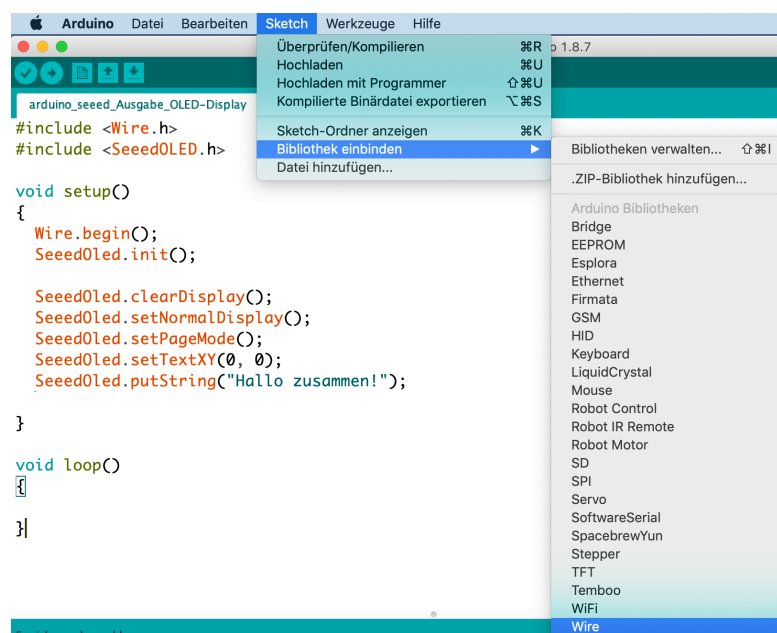 Arduino Datei Bearbeiten Sketch Werkzeuge Hilfe
1.8.7
arduino_seeed_Ausgabe_OLED-Display
Überprüfen/Kompilieren ⌘R
Hochladen ⌘U
Hochladen mit Programmer ⇧⌘U
Kompilierte Binärdatei exportieren ⌥⌘S
Sketch-Ordner anzeigen ⌘K
Bibliothek einbinden ▶
Datei hinzufügen...
#include <Wire.h>
#include <SeeedOLED.h>
void setup()
{
Wire.begin();
SeeedOled.init();
SeeedOled.clearDisplay();
SeeedOled.setNormalDisplay();
SeeedOled.setPageMode();
SeeedOled.setTextXY(0, 0);
SeeedOled.putString("Hallo zusammen!");
}
void loop()
{
}
Bibliotheken verwalten... ⇧⌘I
.ZIP-Bibliothek hinzufügen...
Arduino Bibliotheken
Bridge
EEPROM
Esplora
Ethernet
Firmata
GSM
HID
Keyboard
LiquidCrystal
Mouse
Robot Control
Robot IR Remote
Robot Motor
SD
SPI
Servo
SoftwareSerial
SpacebrewYun
Stepper
TFT
Temboo
WiFi
Wire